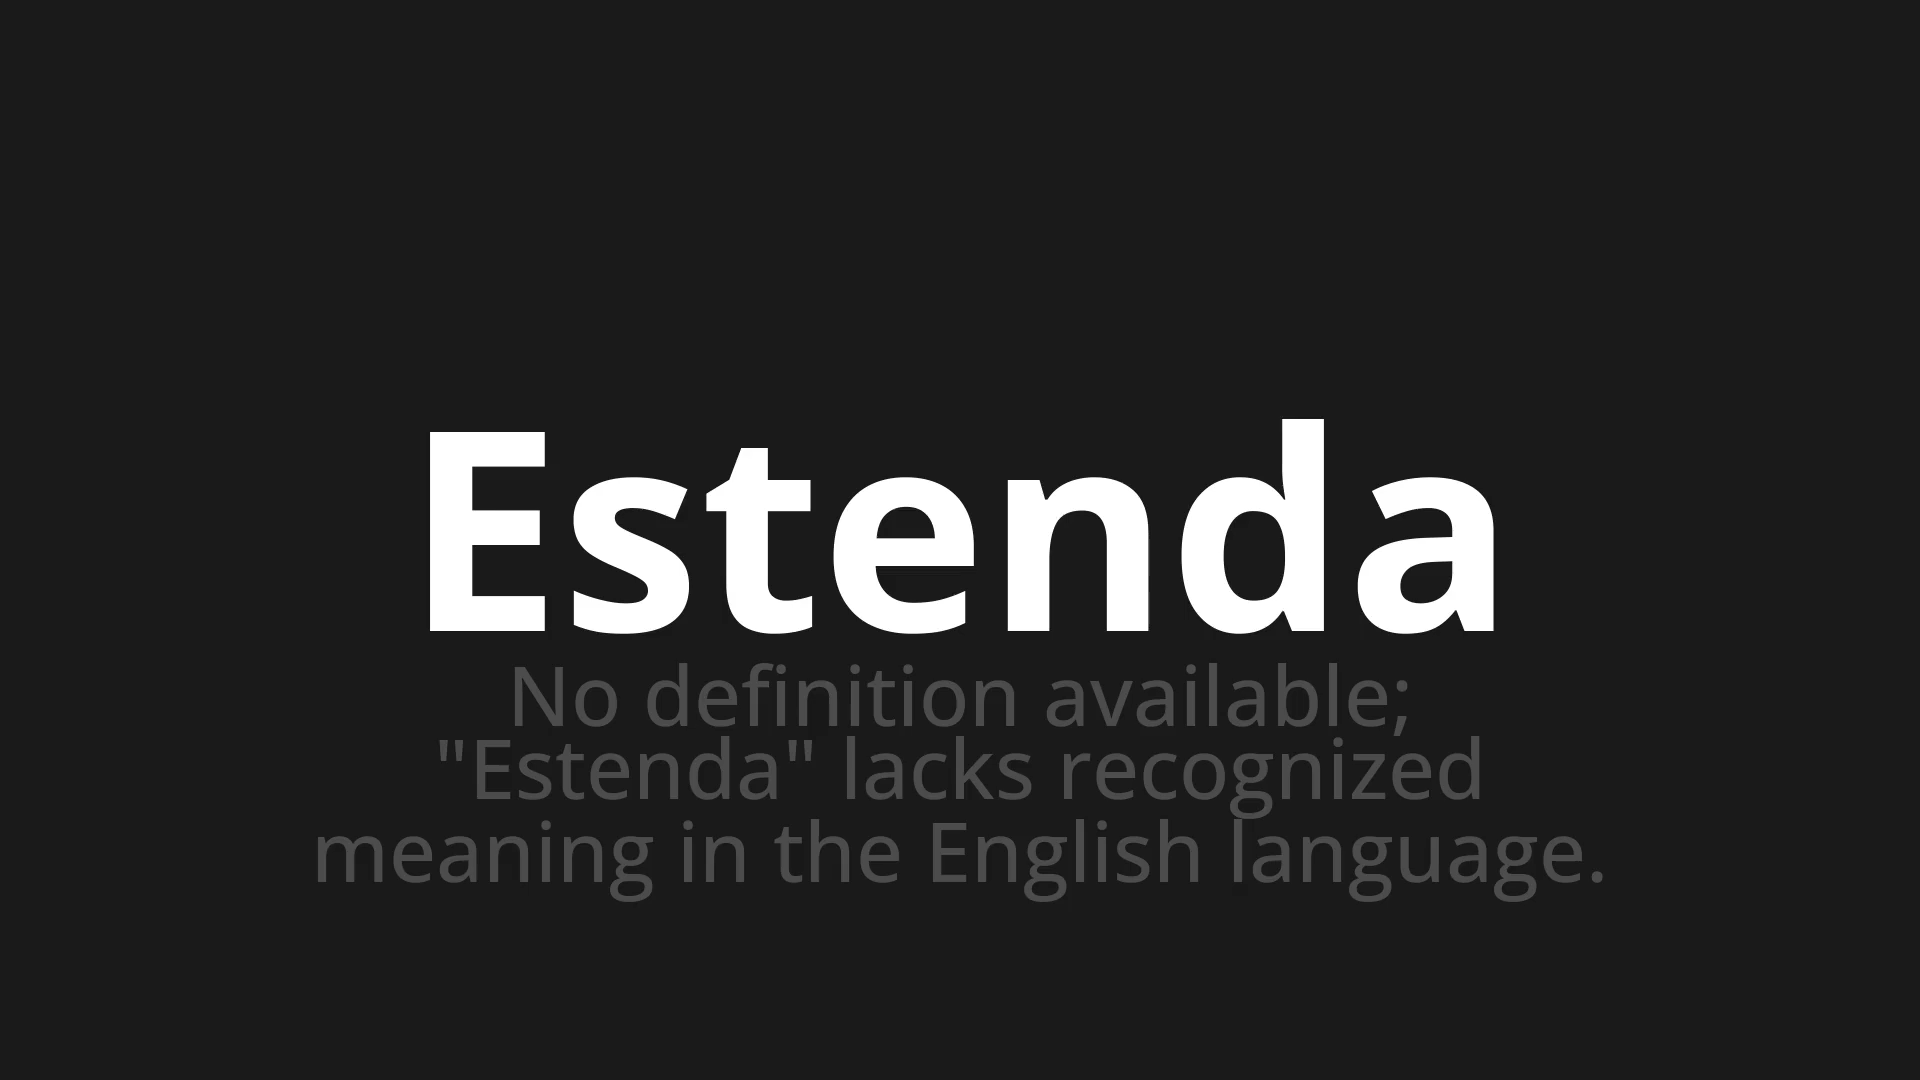 Estenda
No definition available;
"Estenda" lacks recognized
meaning in the English language.